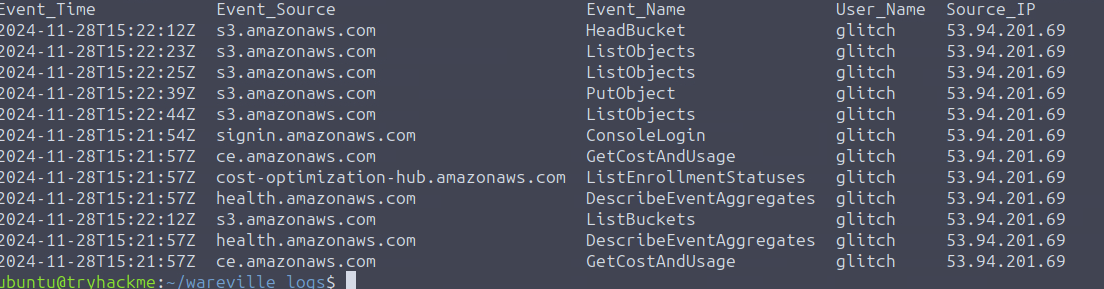 Event_Time Event_Source Event_Name User_Name Source_IP
2024-11-28T15:22:12Z s3.amazonaws.com HeadBucket glitch 53.94.201.69
2024-11-28T15:22:23Z s3.amazonaws.com ListObjects glitch 53.94.201.69
2024-11-28T15:22:25Z s3.amazonaws.com ListObjects glitch 53.94.201.69
2024-11-28T15:22:39Z s3.amazonaws.com PutObject glitch 53.94.201.69
2024-11-28T15:22:44Z s3.amazonaws.com ListObjects glitch 53.94.201.69
2024-11-28T15:21:54Z signin.amazonaws.com ConsoleLogin glitch 53.94.201.69
2024-11-28T15:21:57Z ce.amazonaws.com GetCostAndUsage glitch 53.94.201.69
2024-11-28T15:21:57Z cost-optimization-hub.amazonaws.com ListEnrollmentStatuses glitch 53.94.201.69
2024-11-28T15:21:57Z health.amazonaws.com DescribeEventAggregates glitch 53.94.201.69
2024-11-28T15:22:12Z s3.amazonaws.com ListBuckets glitch 53.94.201.69
2024-11-28T15:21:57Z health.amazonaws.com DescribeEventAggregates glitch 53.94.201.69
2024-11-28T15:21:57Z ce.amazonaws.com GetCostAndUsage glitch 53.94.201.69
ubuntu@tryhackme:~/wareville_logs$